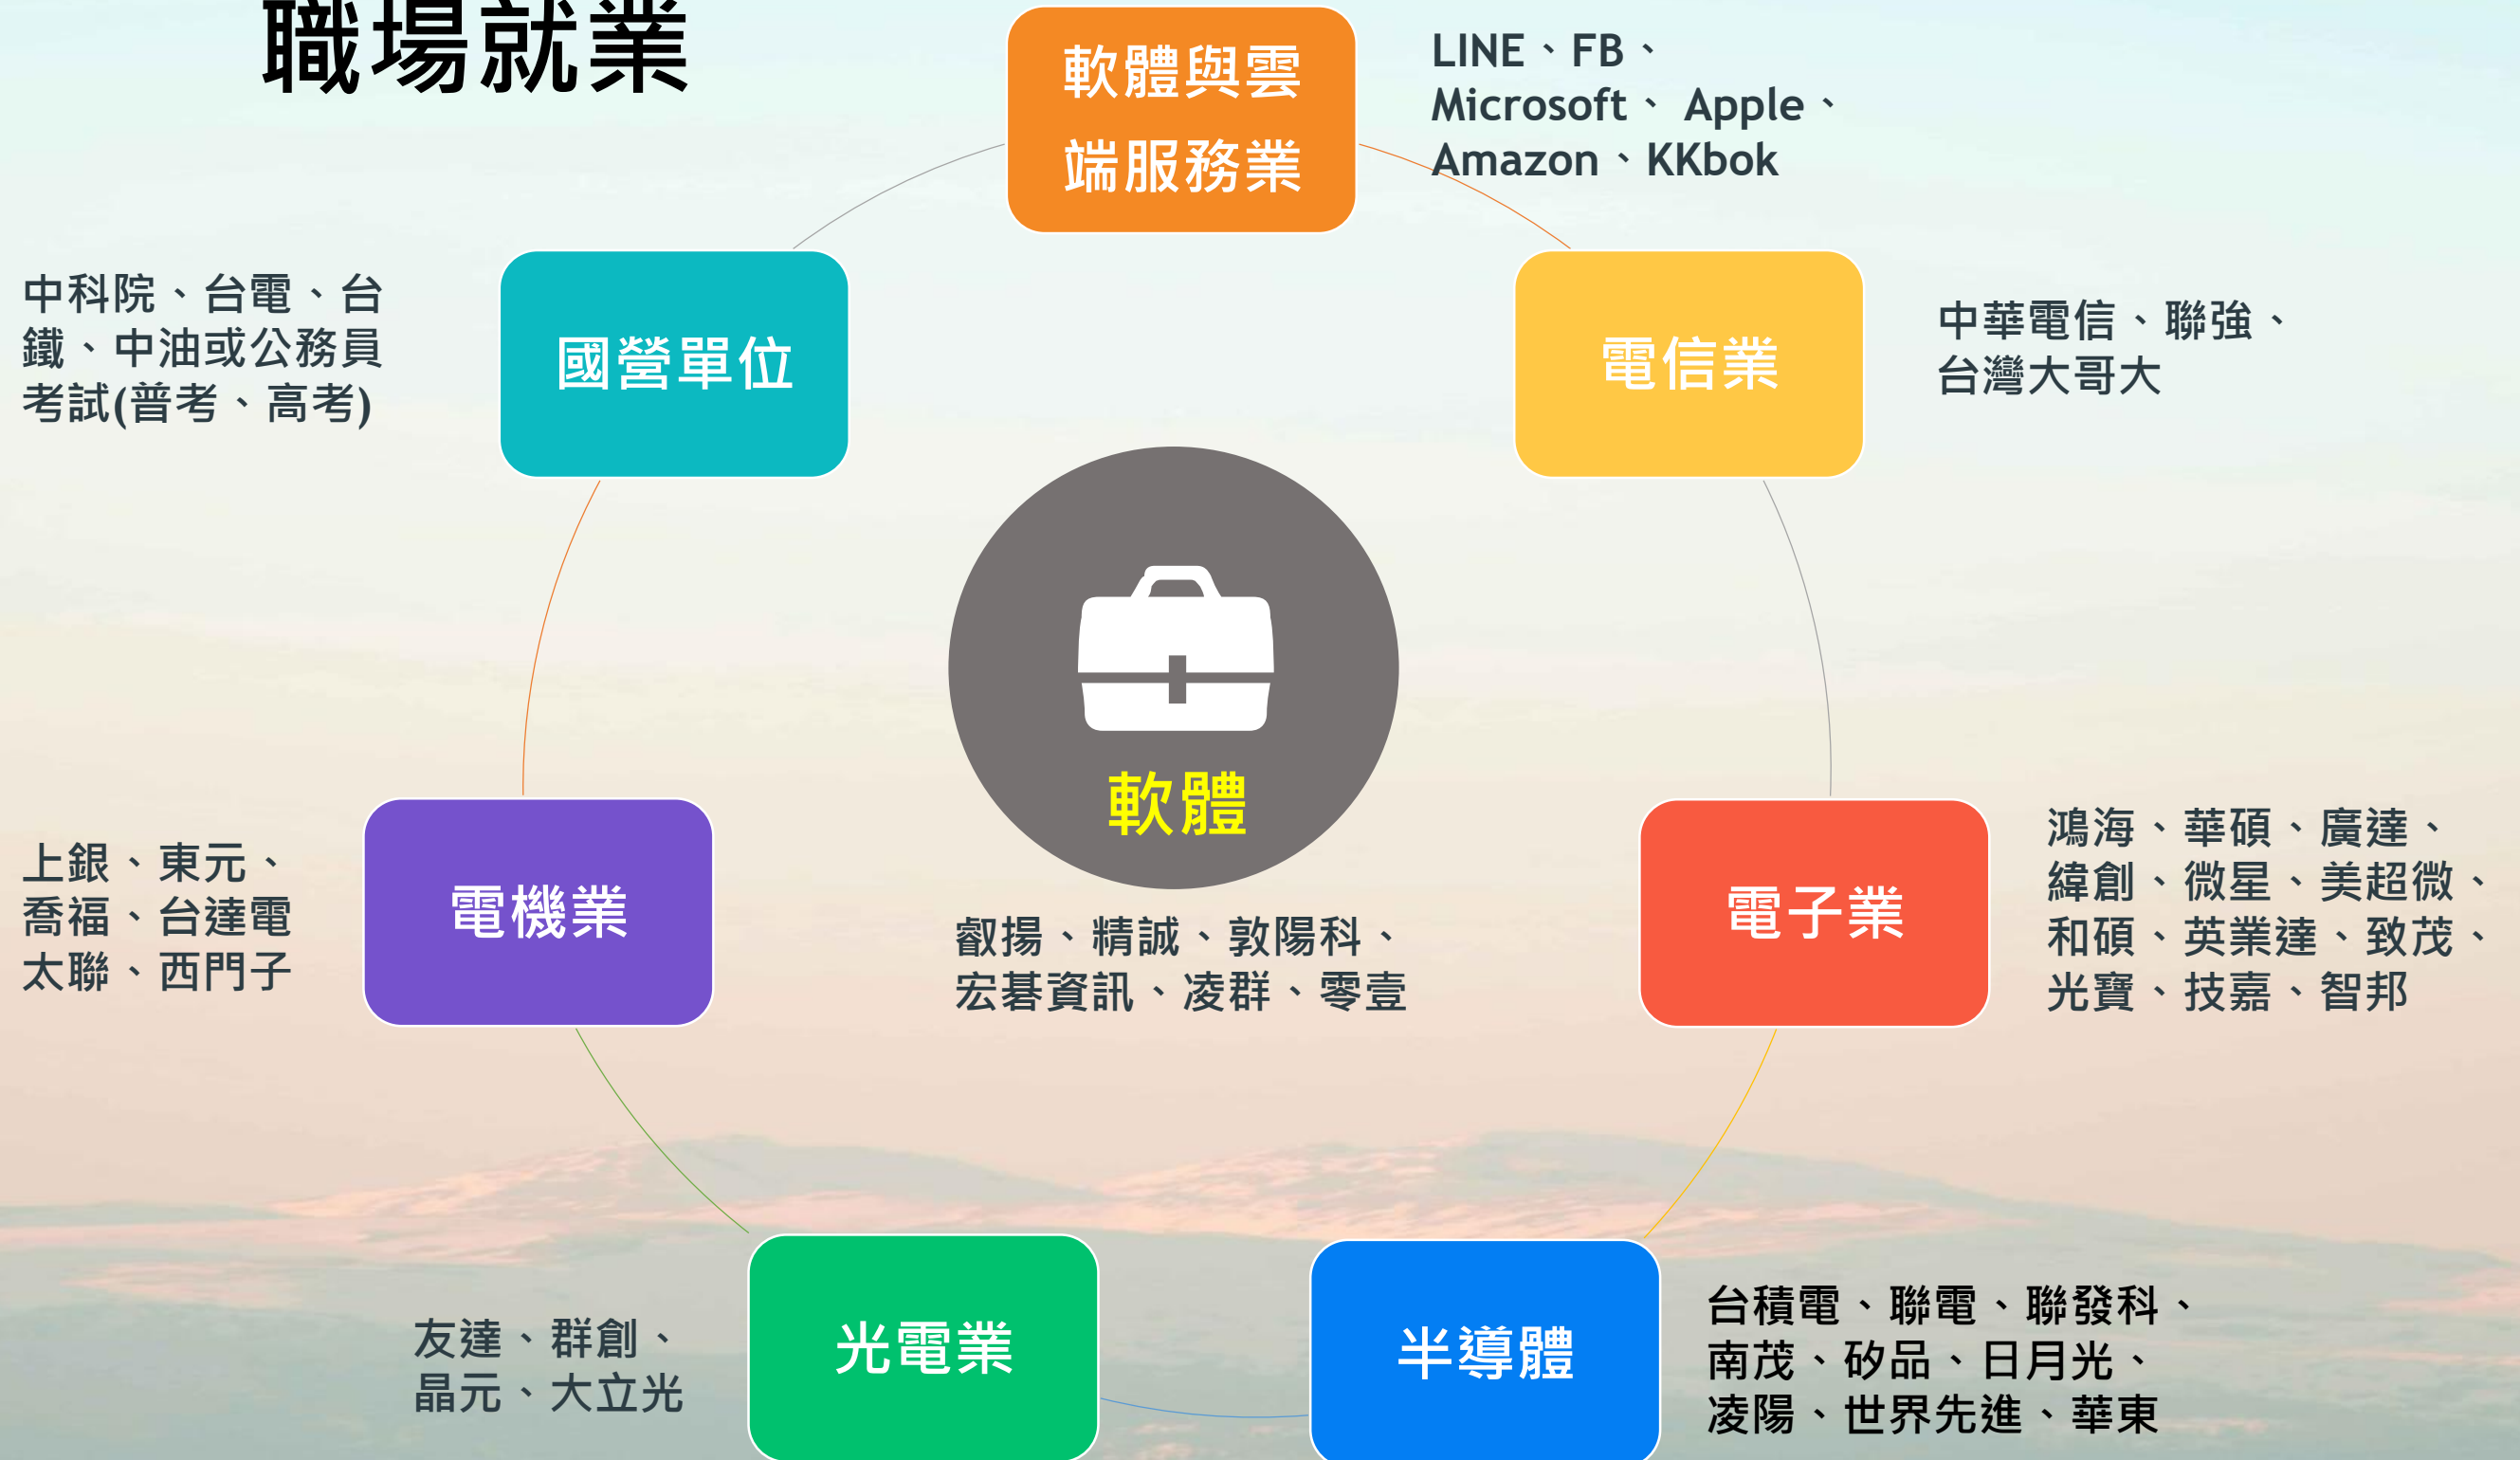 職場就業
軟體與雲
端服務業
LINE、FB、
Microsoft、 Apple、
Amazon、KKbok
國營單位
中科院、台電、台
鐵、中油或公務員
考試(普考、高考)
電信業
中華電信、聯強、
台灣大哥大
軟體
叡揚、精誠、敦陽科、
宏碁資訊、凌群、零壹
電機業
上銀、東元、
喬福、台達電
太聯、西門子
電子業
鴻海、華碩、廣達、
緯創、微星、美超微、
和碩、英業達、致茂、
光寶、技嘉、智邦
光電業
友達、群創、
晶元、大立光
半導體
台積電、聯電、聯發科、
南茂、矽品、日月光、
凌陽、世界先進、華東